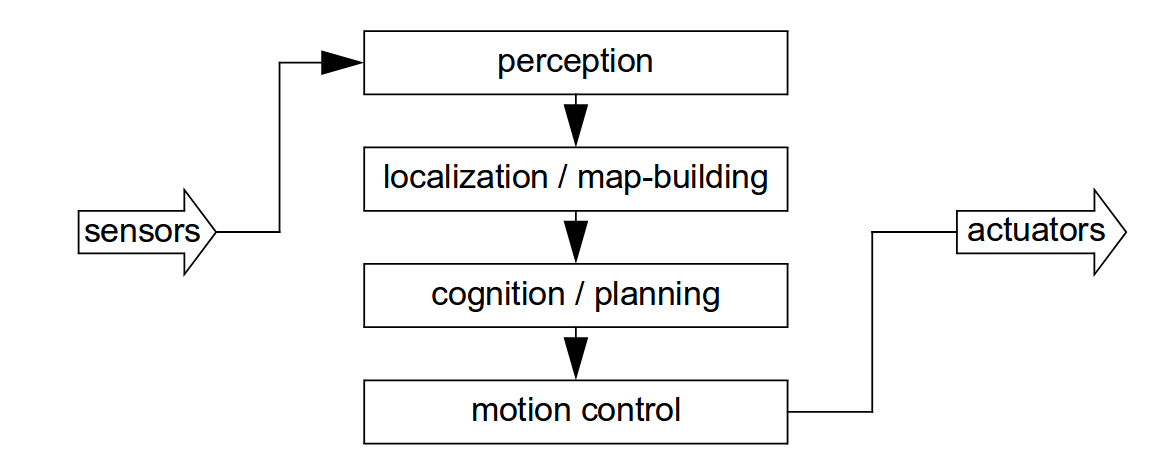 perception
localization / map-building
sensors
actuators
cognition / planning
motion control